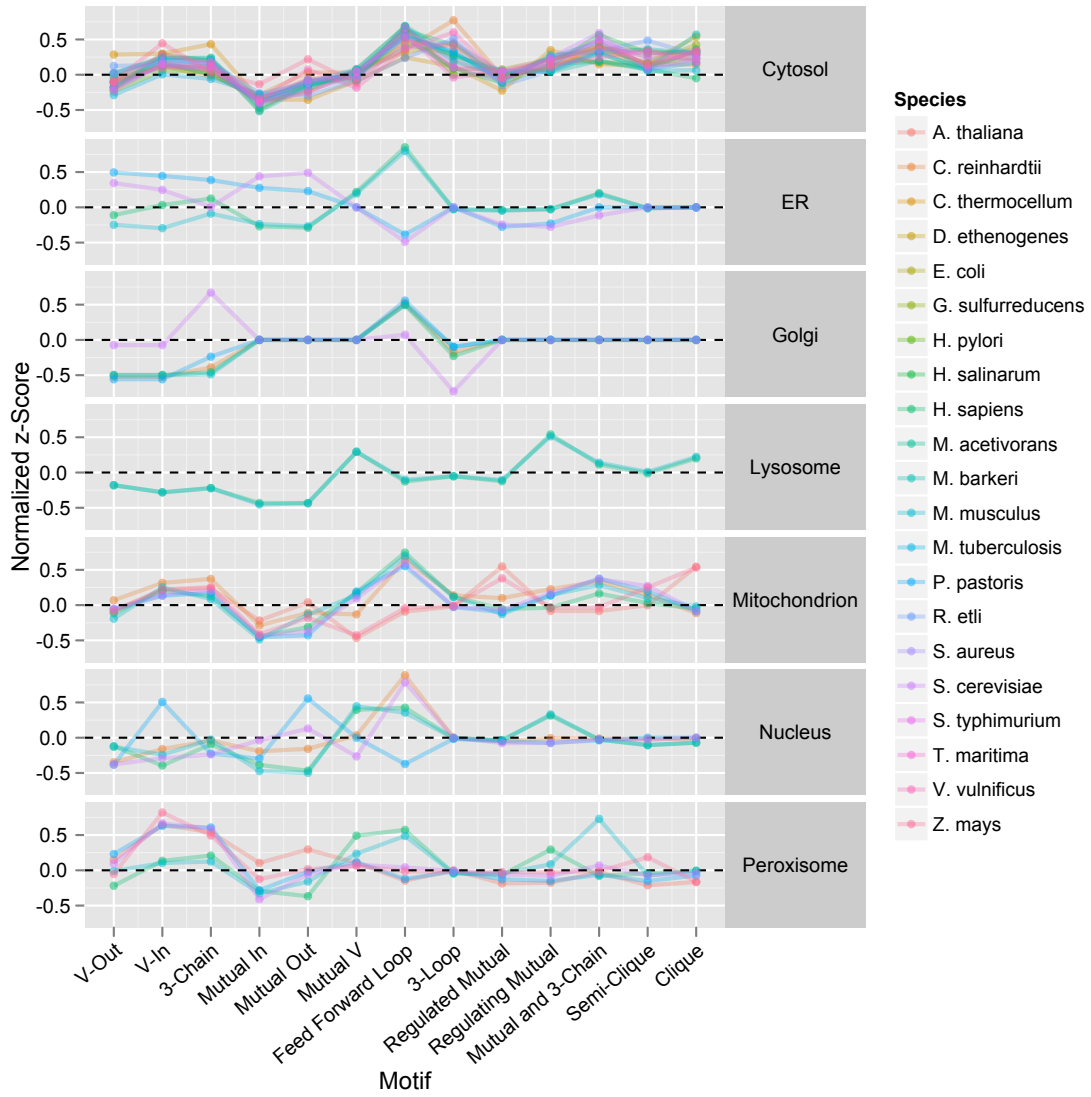 Normalized z-Score
0.5
0.0
-0.5
Cytosol
0.5
0.0
-0.5
ER
0.5
0.0
-0.5
Golgi
0.5
0.0
-0.5
Lysosome
0.5
0.0
-0.5
Mitochondrion
0.5
0.0
-0.5
Nucleus
0.5
0.0
-0.5
Peroxisome
V-Out
V-In
3-Chain
Mutual In
Mutual Out
Mutual V
Feed Forward Loop
3-Loop
Regulated Mutual
Regulating Mutual
Mutual and 3-Chain
Semi-Clique
Clique
Motif
Species
A. thaliana
C. reinhardtii
C. thermocellum
D. ethenogenes
E. coli
G. sulfurreducens
H. pylori
H. salinarum
H. sapiens
M. acetivorans
M. barkeri
M. musculus
M. tuberculosis
P. pastoris
R. etli
S. aureus
S. cerevisiae
S. typhimurium
T. maritima
V. vulnificus
Z. mays